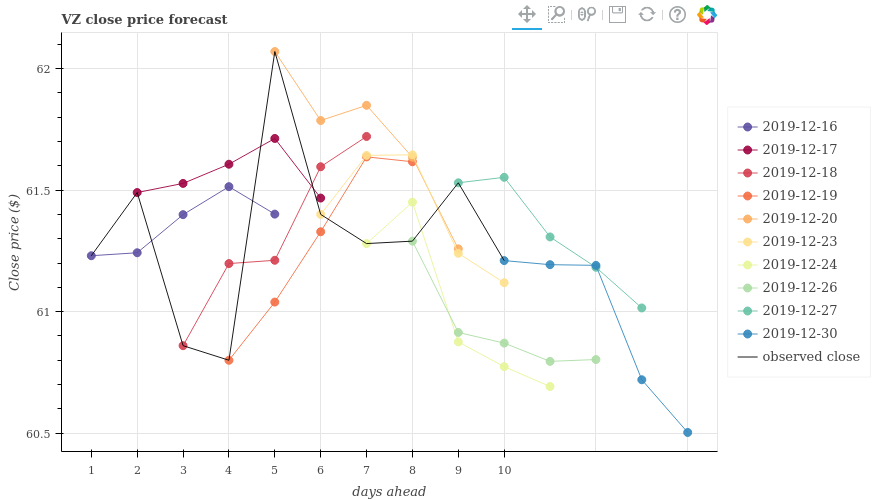 VZ close price forecast
62
61.5
61
60.5
Close price ($)
1 2 3 4 5 6 7 8 9 10
days ahead
2019-12-16
2019-12-17
2019-12-18
2019-12-19
2019-12-20
2019-12-23
2019-12-24
2019-12-26
2019-12-27
2019-12-30
observed close